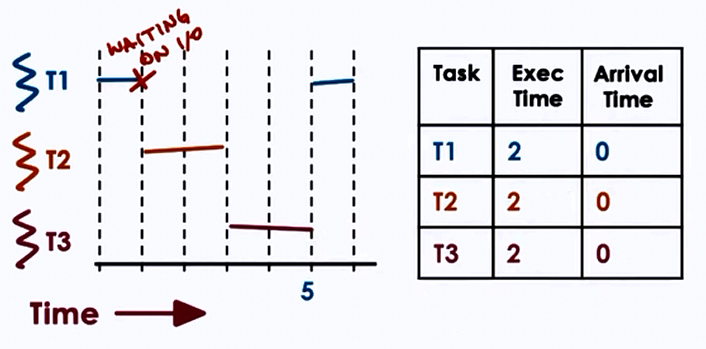 WAITING
ON I/O
T1
T2
T3
5
Time
Task Exec Time Arrival Time
T1 2 0
T2 2 0
T3 2 0